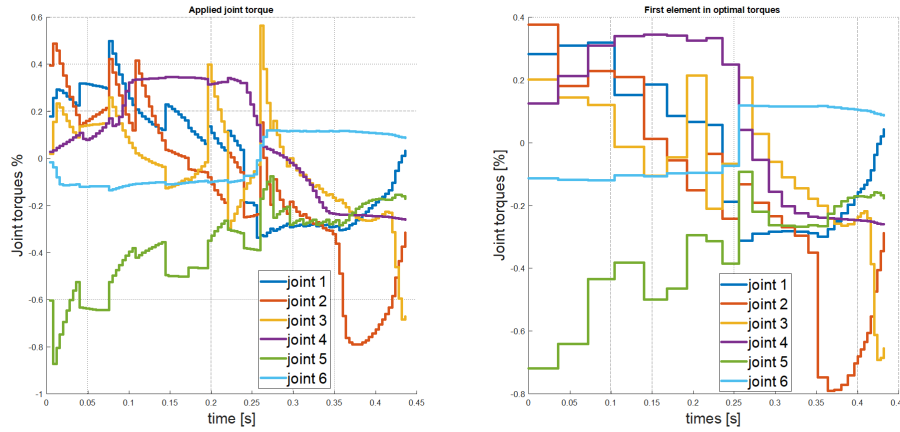 Applied joint torque
Joint torques %
0.6
0.4
0.2
0
-0.2
-0.4
-0.6
-0.8
-1
0
0.05
0.1
0.15
0.2
0.25
0.3
0.35
0.4
0.45
time [s]
joint 1
joint 2
joint 3
joint 4
joint 5
joint 6
First element in optimal torques
Joint torques [%]
0.4
0.2
0
-0.2
-0.4
-0.6
-0.8
0
0.05
0.1
0.15
0.2
0.25
0.3
0.35
0.4
0.45
times [s]
joint 1
joint 2
joint 3
joint 4
joint 5
joint 6